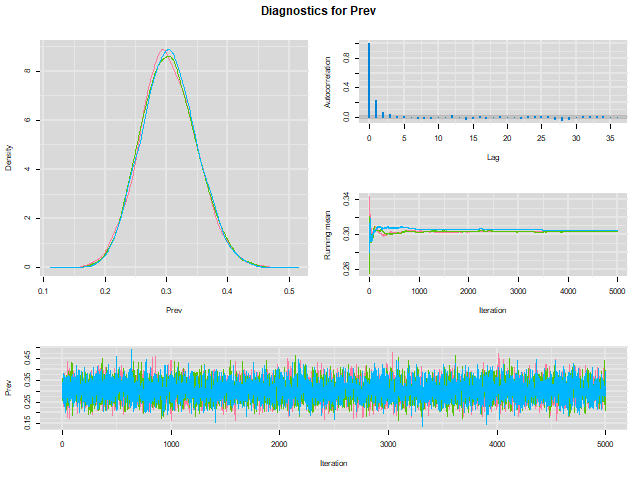 Diagnostics for Prev
Density
0 2 4 6 8
0.1 0.2 0.3 0.4 0.5
Prev
Autocorrelation
0.0 0.4 0.8
0 5 10 15 20 25 30 35
Lag
Running mean
0.26 0.30 0.34
0 1000 2000 3000 4000 5000
Iteration
Prev
0.15 0.25 0.35 0.45
0 1000 2000 3000 4000 5000
Iteration